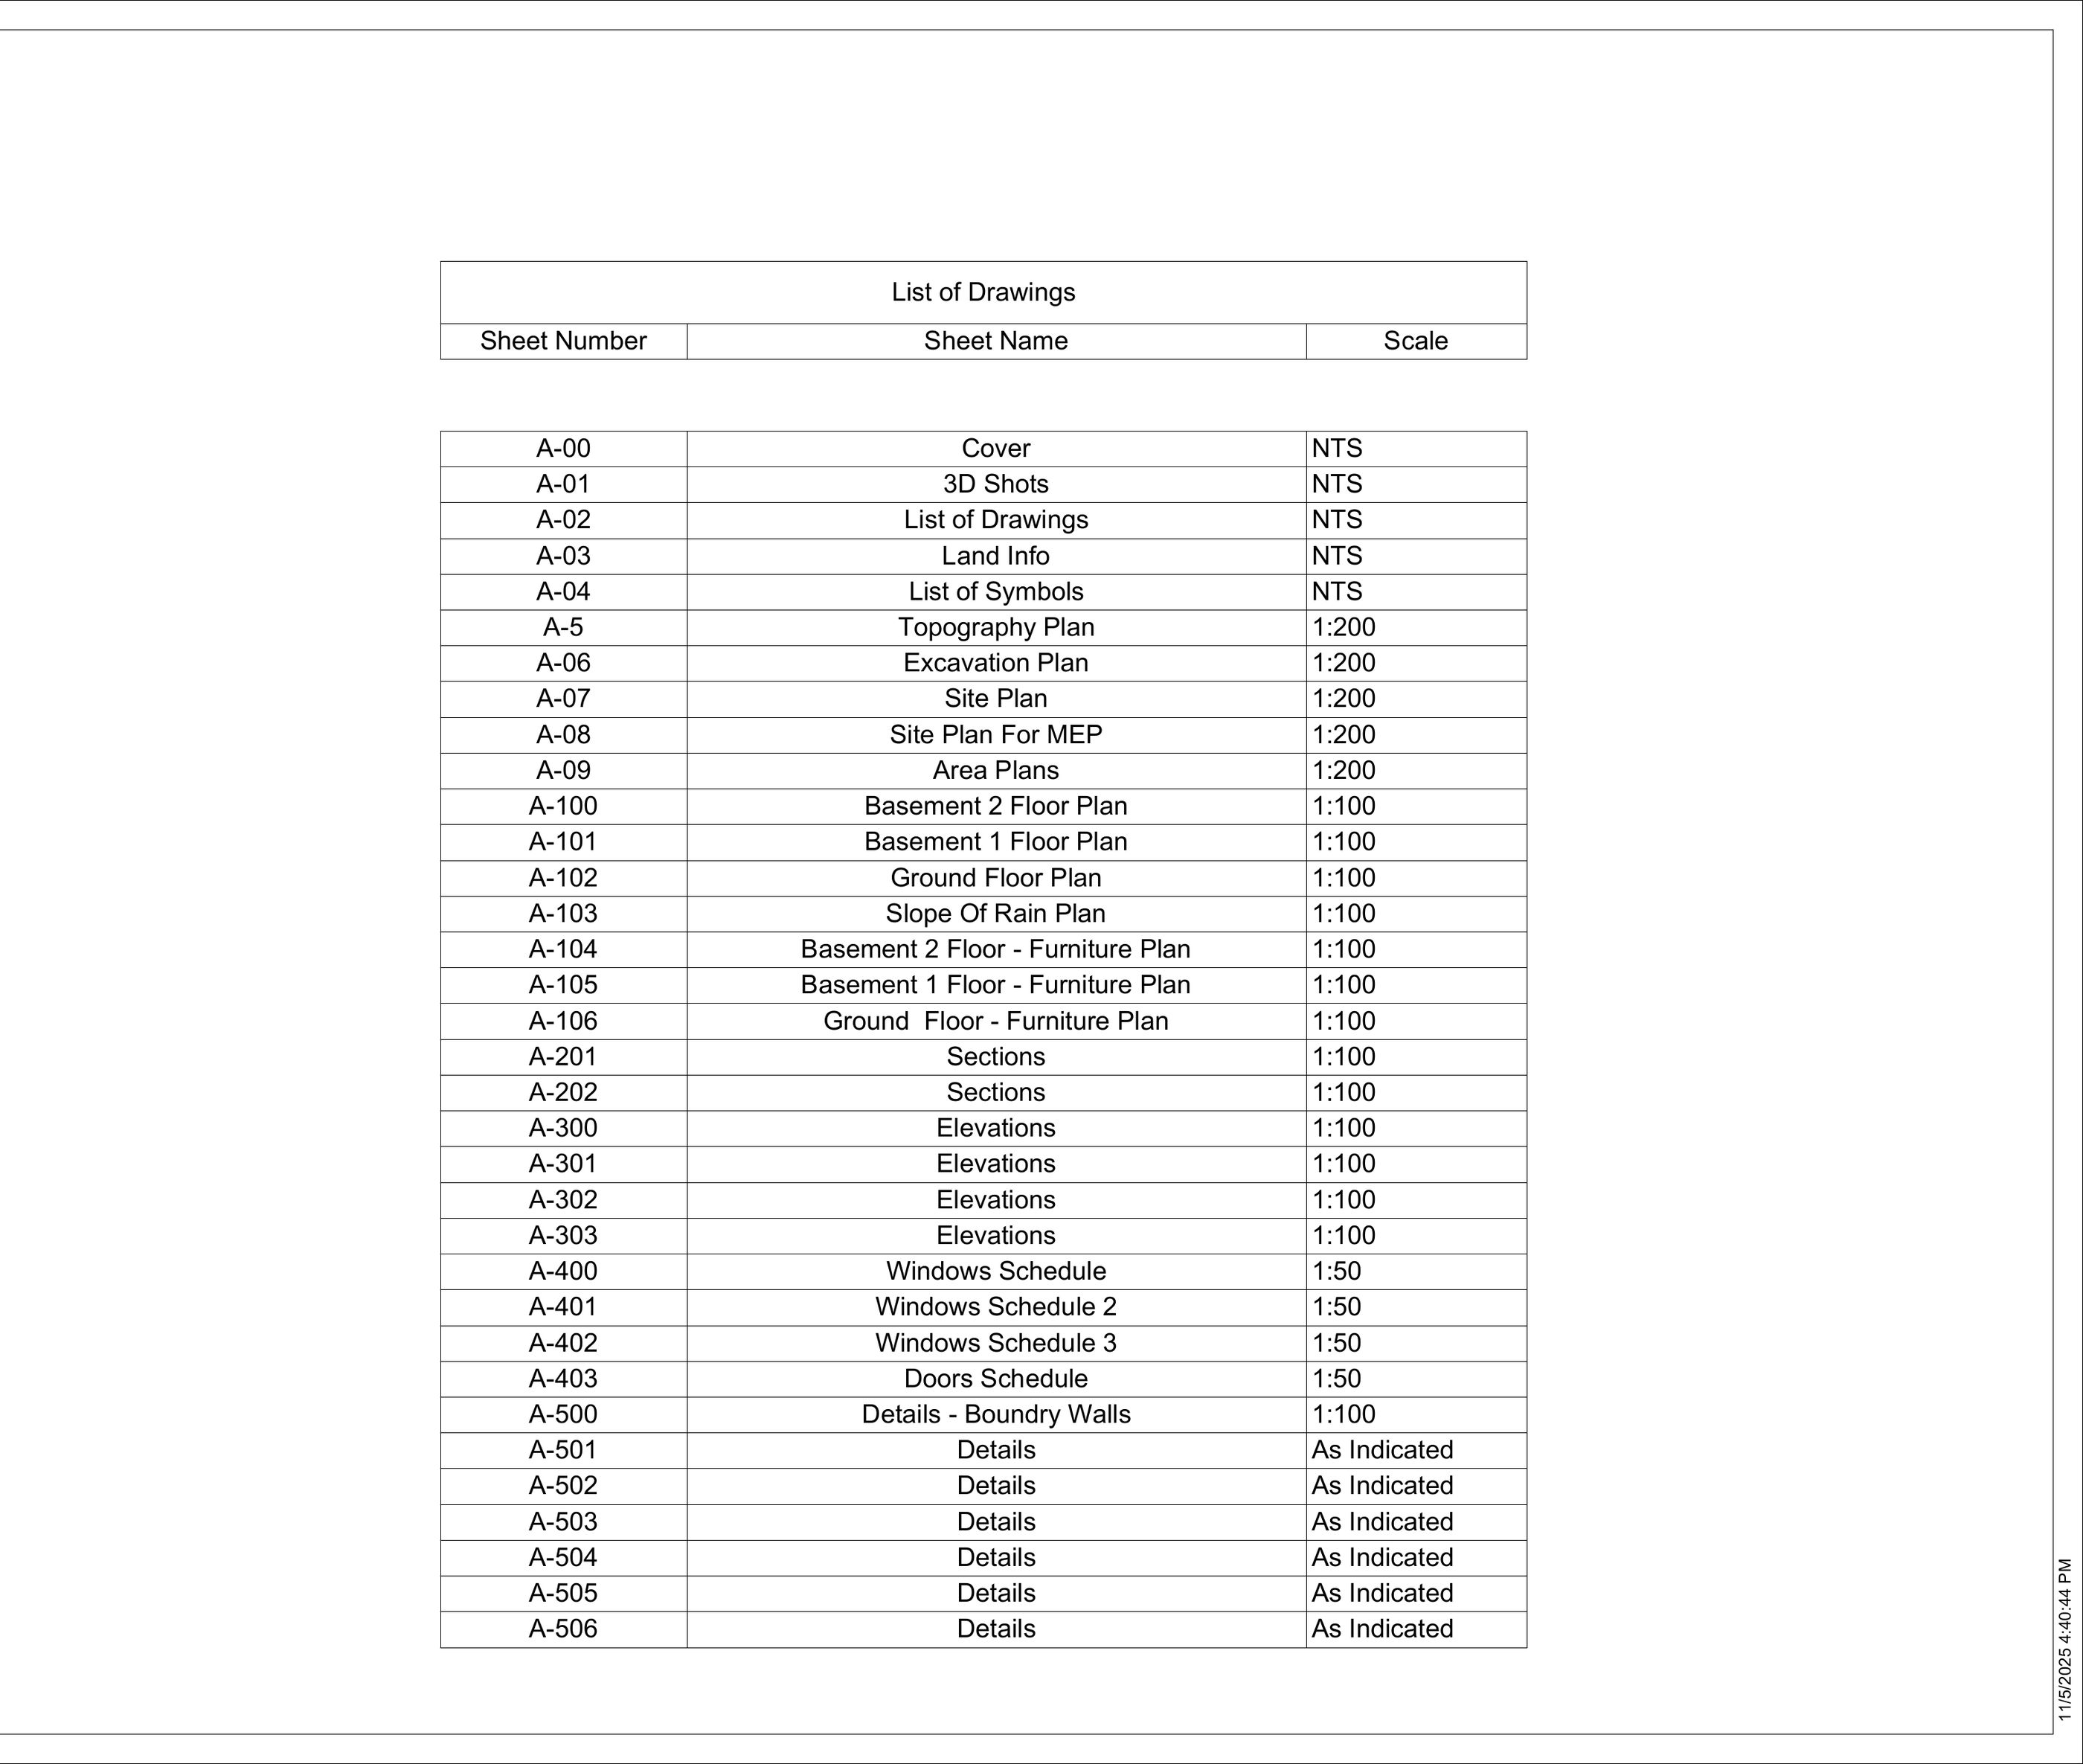 List of Drawings
Sheet Number Sheet Name Scale
A-00 Cover NTS
A-01 3D Shots NTS
A-02 List of Drawings NTS
A-03 Land Info NTS
A-04 List of Symbols NTS
A-5 Topography Plan 1:200
A-06 Excavation Plan 1:200
A-07 Site Plan 1:200
A-08 Site Plan For MEP 1:200
A-09 Area Plans 1:200
A-100 Basement 2 Floor Plan 1:100
A-101 Basement 1 Floor Plan 1:100
A-102 Ground Floor Plan 1:100
A-103 Slope Of Rain Plan 1:100
A-104 Basement 2 Floor - Furniture Plan 1:100
A-105 Basement 1 Floor - Furniture Plan 1:100
A-106 Ground  Floor - Furniture Plan 1:100
A-201 Sections 1:100
A-202 Sections 1:100
A-300 Elevations 1:100
A-301 Elevations 1:100
A-302 Elevations 1:100
A-303 Elevations 1:100
A-400 Windows Schedule 1:50
A-401 Windows Schedule 2 1:50
A-402 Windows Schedule 3 1:50
A-403 Doors Schedule 1:50
A-500 Details - Boundry Walls 1:100
A-501 Details As Indicated
A-502 Details As Indicated
A-503 Details As Indicated
A-504 Details As Indicated
A-505 Details As Indicated
A-506 Details As Indicated
11/5/2025 4:40:44 PM